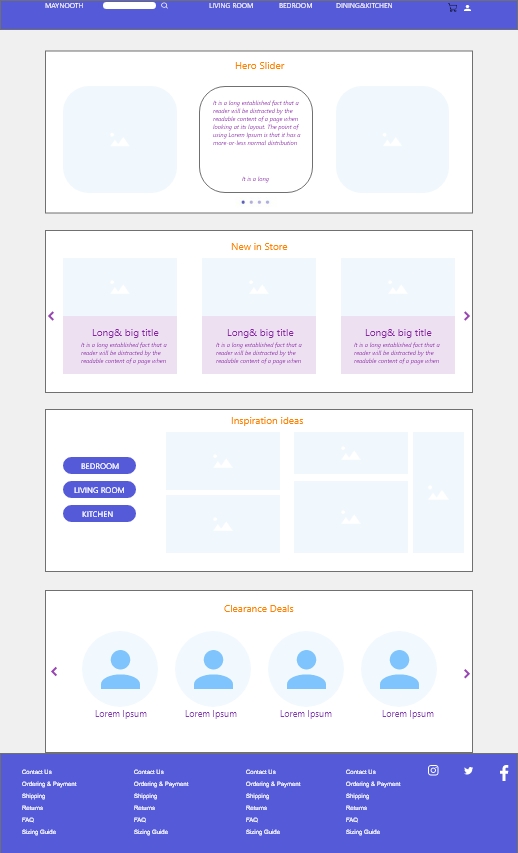 MAYNOOTH LIVING ROOM BEDROOM DINING&KITCHEN
Hero Slider
It is a long established fact that a
reader will be distracted by the
readable content of a page when
looking at its layout. The point of
using Lorem Ipsum is that it has a
more-or-less normal distribution
It is a long
New in Store
Long& big title
It is a long established fact that a
reader will be distracted by the
readable content of a page when
Long& big title
It is a long established fact that a
reader will be distracted by the
readable content of a page when
Long& big title
It is a long established fact that a
reader will be distracted by the
readable content of a page when
Inspiration ideas
BEDROOM
LIVING ROOM
KITCHEN
Clearance Deals
Lorem Ipsum Lorem Ipsum Lorem Ipsum Lorem Ipsum
Contact Us
Ordering & Payment
Shipping
Returns
FAQ
Sizing Guide
Contact Us
Ordering & Payment
Shipping
Returns
FAQ
Sizing Guide
Contact Us
Ordering & Payment
Shipping
Returns
FAQ
Sizing Guide
Contact Us
Ordering & Payment
Shipping
Returns
FAQ
Sizing Guide